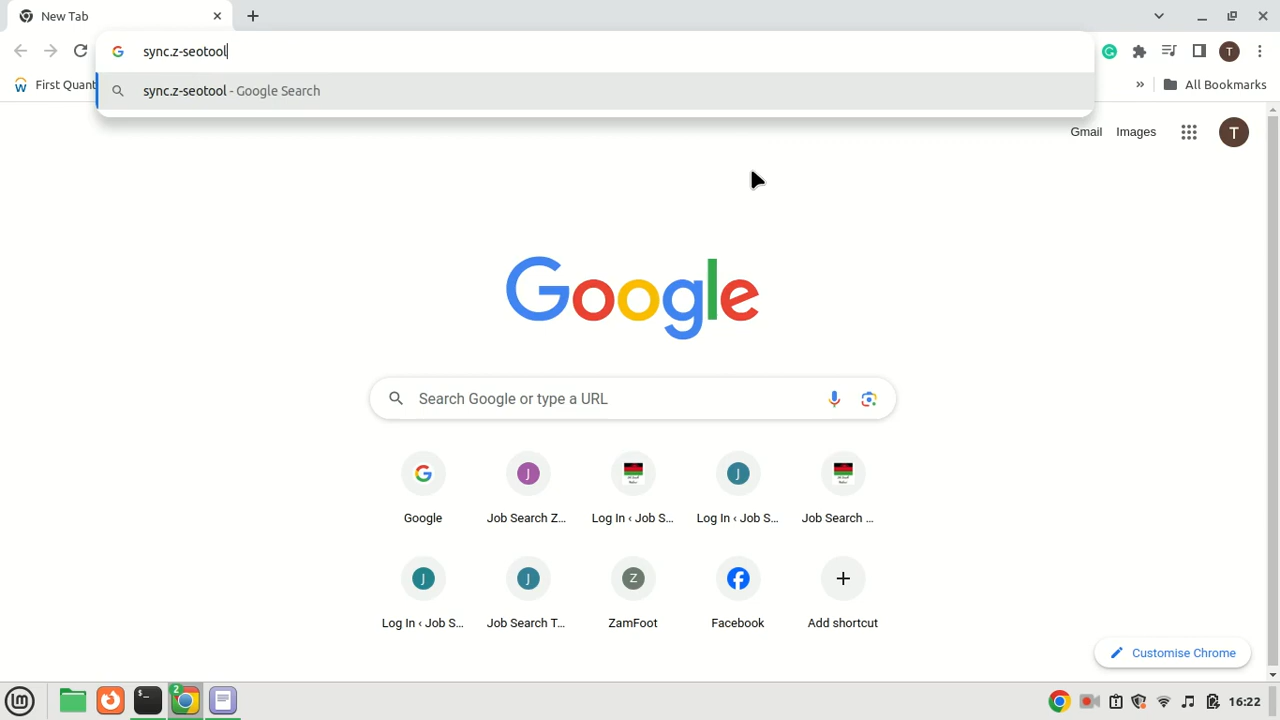 New Tab
sync.z-seotool
First Quant
sync.z-seotool - Google Search
»
All Bookmarks
Gmail
Images
T
Google
Search Google or type a URL
Google
Job Search Z...
Log In ‹ Job S...
Log In ‹ Job S...
Job Search ...
Log In ‹ Job S...
Job Search T...
ZamFoot
Facebook
Add shortcut
Customise Chrome
16:22